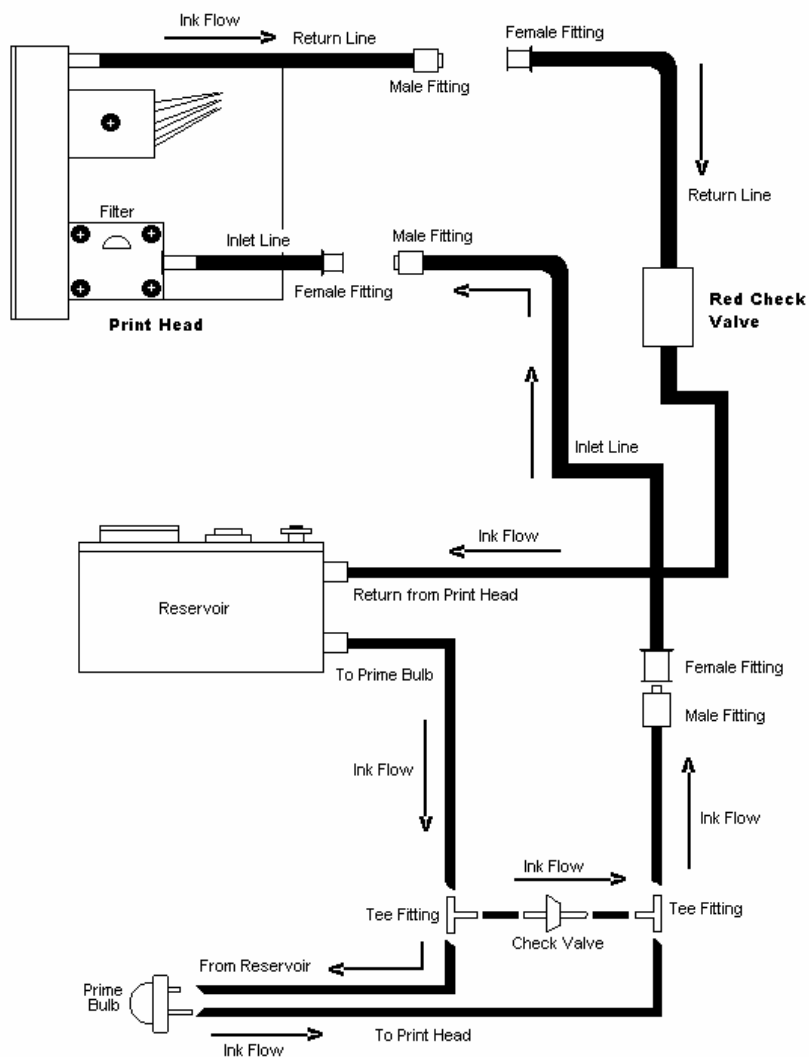 Ink Flow
Return Line
Female Fitting
Male Fitting
Return Line
Filter
Inlet Line
Male Fitting
Female Fitting
Print Head
Red Check
Valve
Inlet Line
Ink Flow
Reservoir
Return from Print Head
To Prime Bulb
Female Fitting
Male Fitting
Ink Flow
Ink Flow
Ink Flow
Tee Fitting
Tee Fitting
Check Valve
From Reservoir
Prime
Bulb
To Print Head
Ink Flow